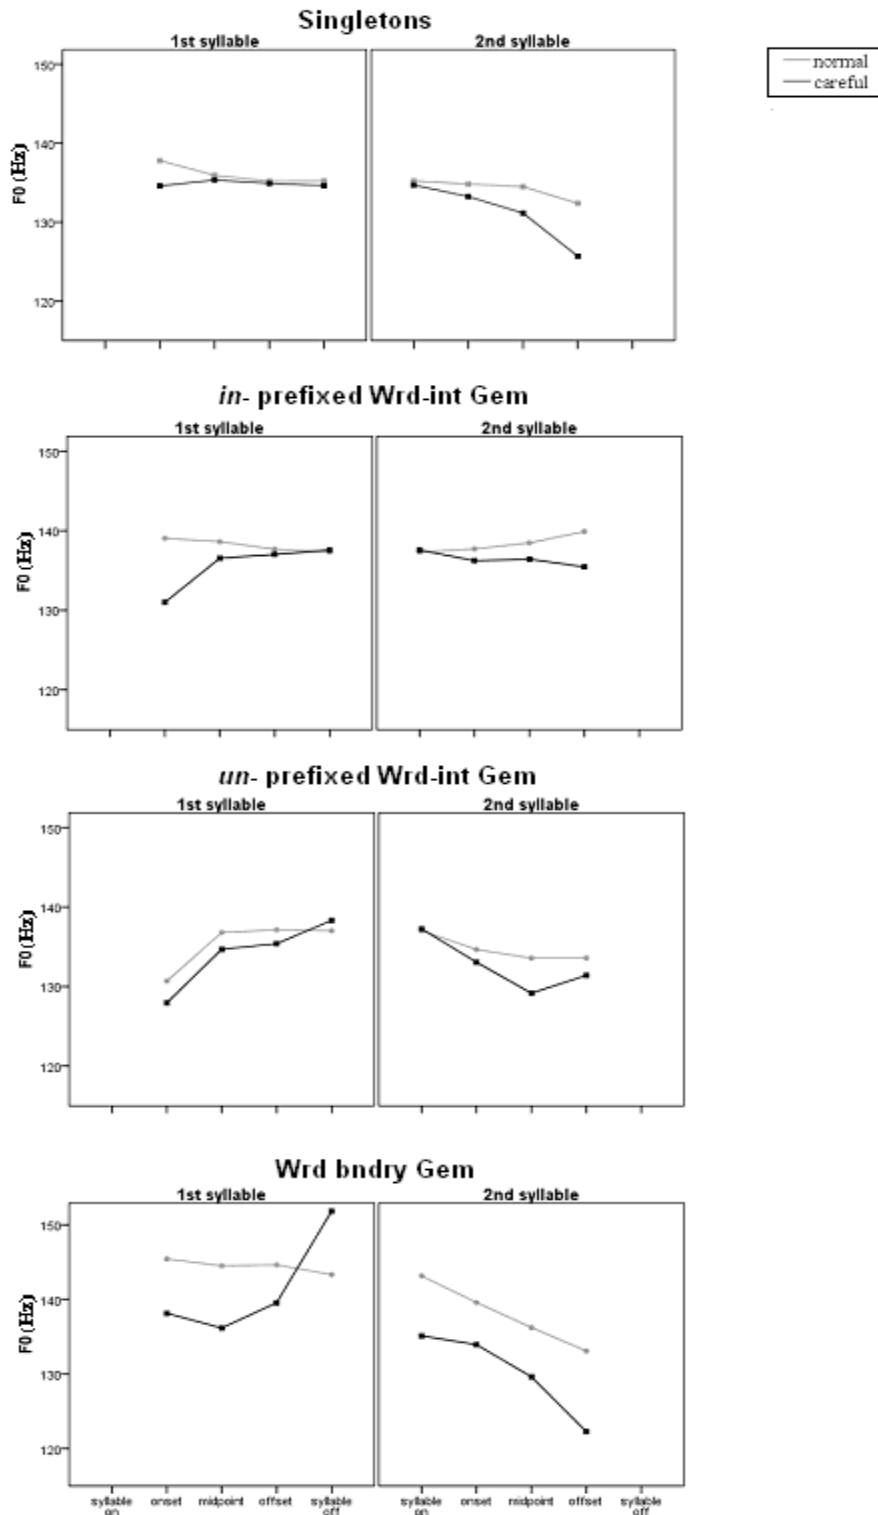 Singletons
1st syllable 2nd syllable
normal
careful
150
140
130
120
F0 (Hz)
in- prefixed Wrd-int Gem
1st syllable 2nd syllable
150
140
130
120
F0 (Hz)
un- prefixed Wrd-int Gem
1st syllable 2nd syllable
150
140
130
120
F0 (Hz)
Wrd bndry Gem
1st syllable 2nd syllable
150
140
130
120
F0 (Hz)
syllable on onset midpoint offset syllable off syllable on onset midpoint offset syllable off